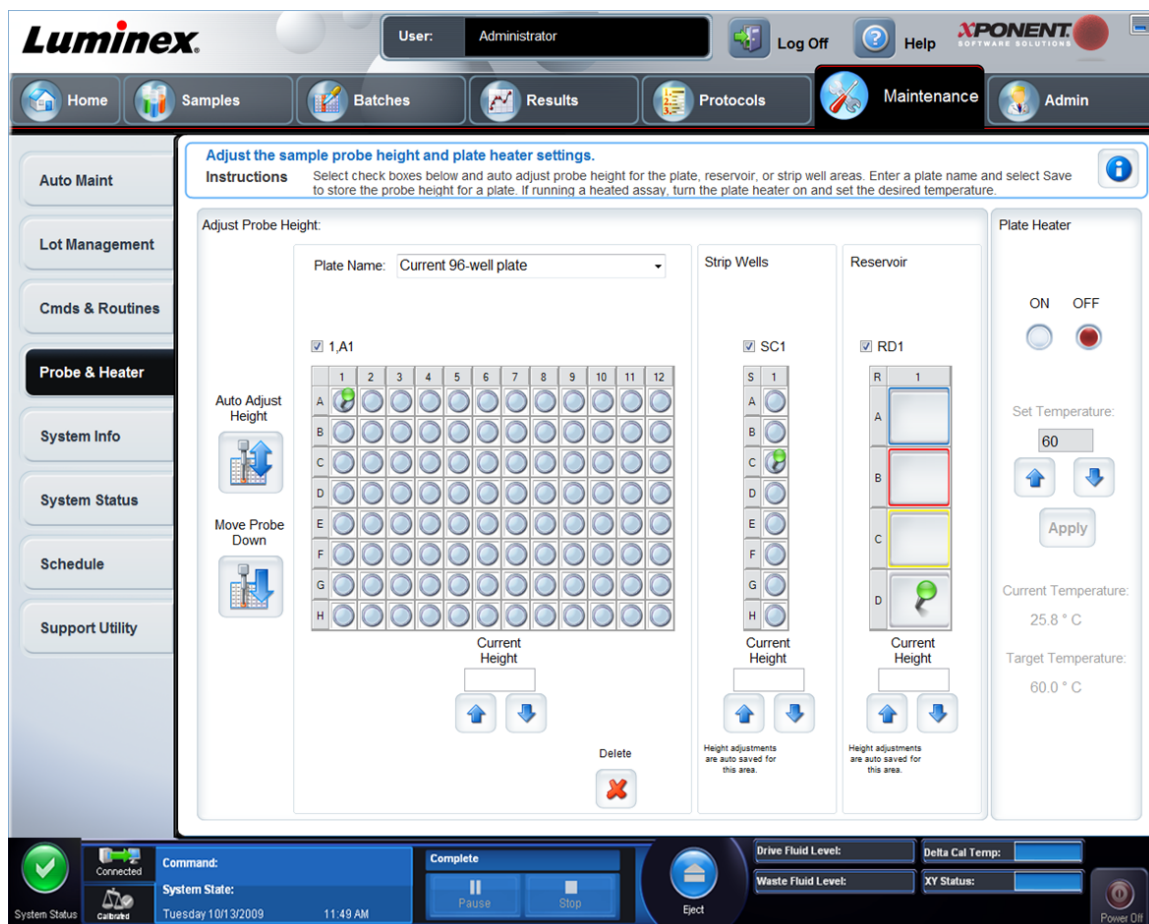 Luminex.
User: Administrator
Log Off
Help
XPONENT.
SOFTWARE SOLUTIONS
Home
Samples
Batches
Results
Protocols
Maintenance
Admin
Auto Maint
Lot Management
Cmds & Routines
Probe & Heater
System Info
System Status
Schedule
Support Utility
Adjust the sample probe height and plate heater settings.
Instructions Select check boxes below and auto adjust probe height for the plate, reservoir, or strip well areas. Enter a plate name and select Save
to store the probe height for a plate. If running a heated assay, turn the plate heater on and set the desired temperature.
Adjust Probe Height:
Auto Adjust
Height
Move Probe
Down
Plate Name: Current 96-well plate
1,A1
1 2 3 4 5 6 7 8 9 10 11 12
A
B
C
D
E
F
G
H
Current
Height
Delete
Strip Wells
SC1
S 1
A
B
C
D
E
F
G
H
Current
Height
Height adjustments
are auto saved for
this area.
Reservoir
RD1
R 1
A
B
C
D
Current
Height
Height adjustments
are auto saved for
this area.
Plate Heater
ON OFF
Set Temperature:
60
Apply
Current Temperature:
25.8 ° C
Target Temperature:
60.0 ° C
System Status
Connected
Calibrated
Command:
System State:
Tuesday 10/13/2009 11:49 AM
Complete
Pause
Stop
Eject
Drive Fluid Level:
Waste Fluid Level:
Delta Cal Temp:
XY Status:
Power Off